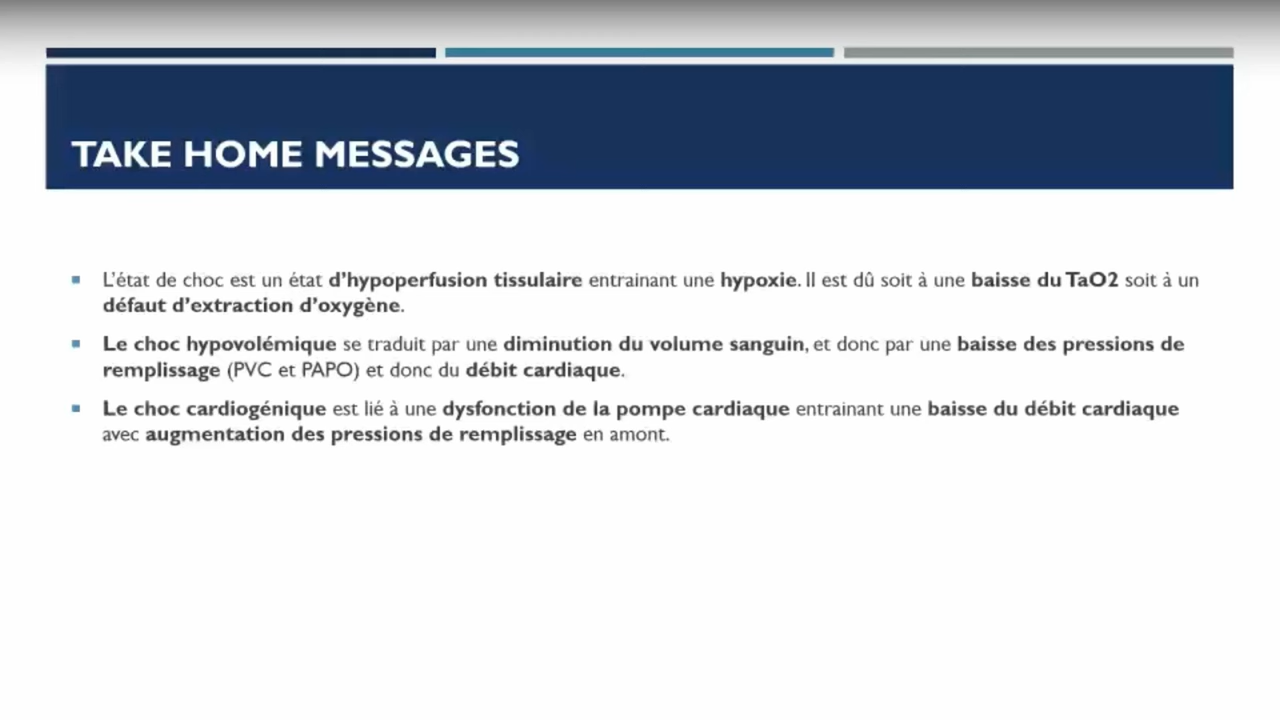 TAKE HOME MESSAGES
L'état de choc est un état d'hypoperfusion tissulaire entrainant une hypoxie. Il est dû soit à une baisse du TaO2 soit à un
défaut d'extraction d'oxygène.
Le choc hypovolémique se traduit par une diminution du volume sanguin, et donc par une baisse des pressions de
remplissage (PVC et PAPO) et donc du débit cardiaque.
Le choc cardiogénique est lié à une dysfonction de la pompe cardiaque entrainant une baisse du débit cardiaque
avec augmentation des pressions de remplissage en amont.